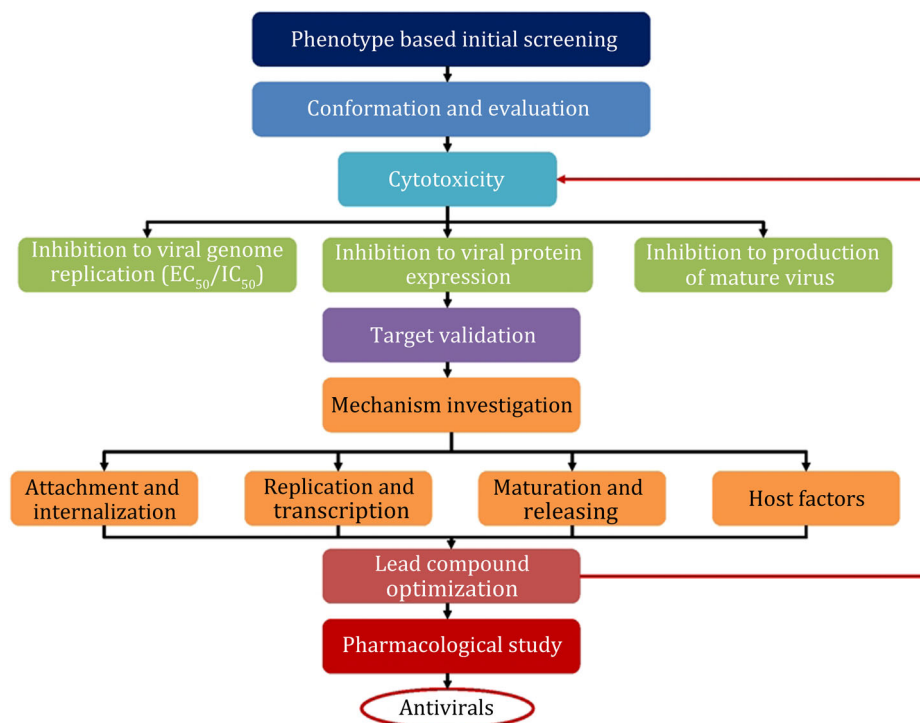 Phenotype based initial screening
Conformation and evaluation
Cytotoxicity
Inhibition to viral genome
replication (EC₅₀/IC₅₀)
Inhibition to viral protein
expression
Inhibition to production
of mature virus
Target validation
Mechanism investigation
Attachment and
internalization
Replication and
transcription
Maturation and
releasing
Host factors
Lead compound
optimization
Pharmacological study
Antivirals